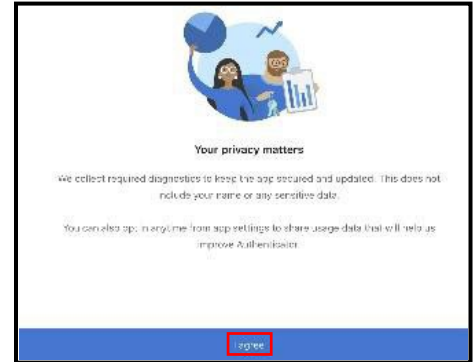 Your privacy matters
We collect required diagnostics to keep the app secured and updated. This does not
include your name or any sensitive data.
You can also opt in anytime from app settings to share usage data that will help us
improve Authenticator.
I agree